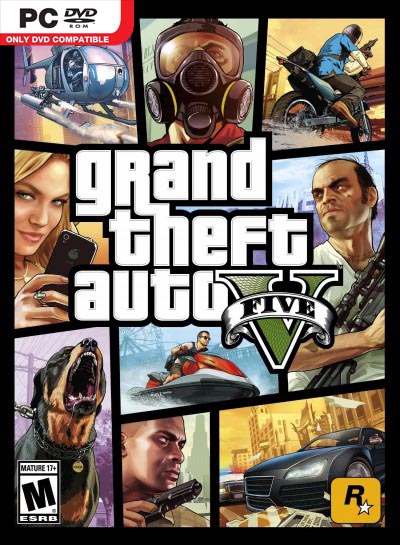 PC DVD
ROM
ONLY DVD COMPATIBLE
grand
theft
auto V
FIVE
MATURE 17+
M
ESRB
R